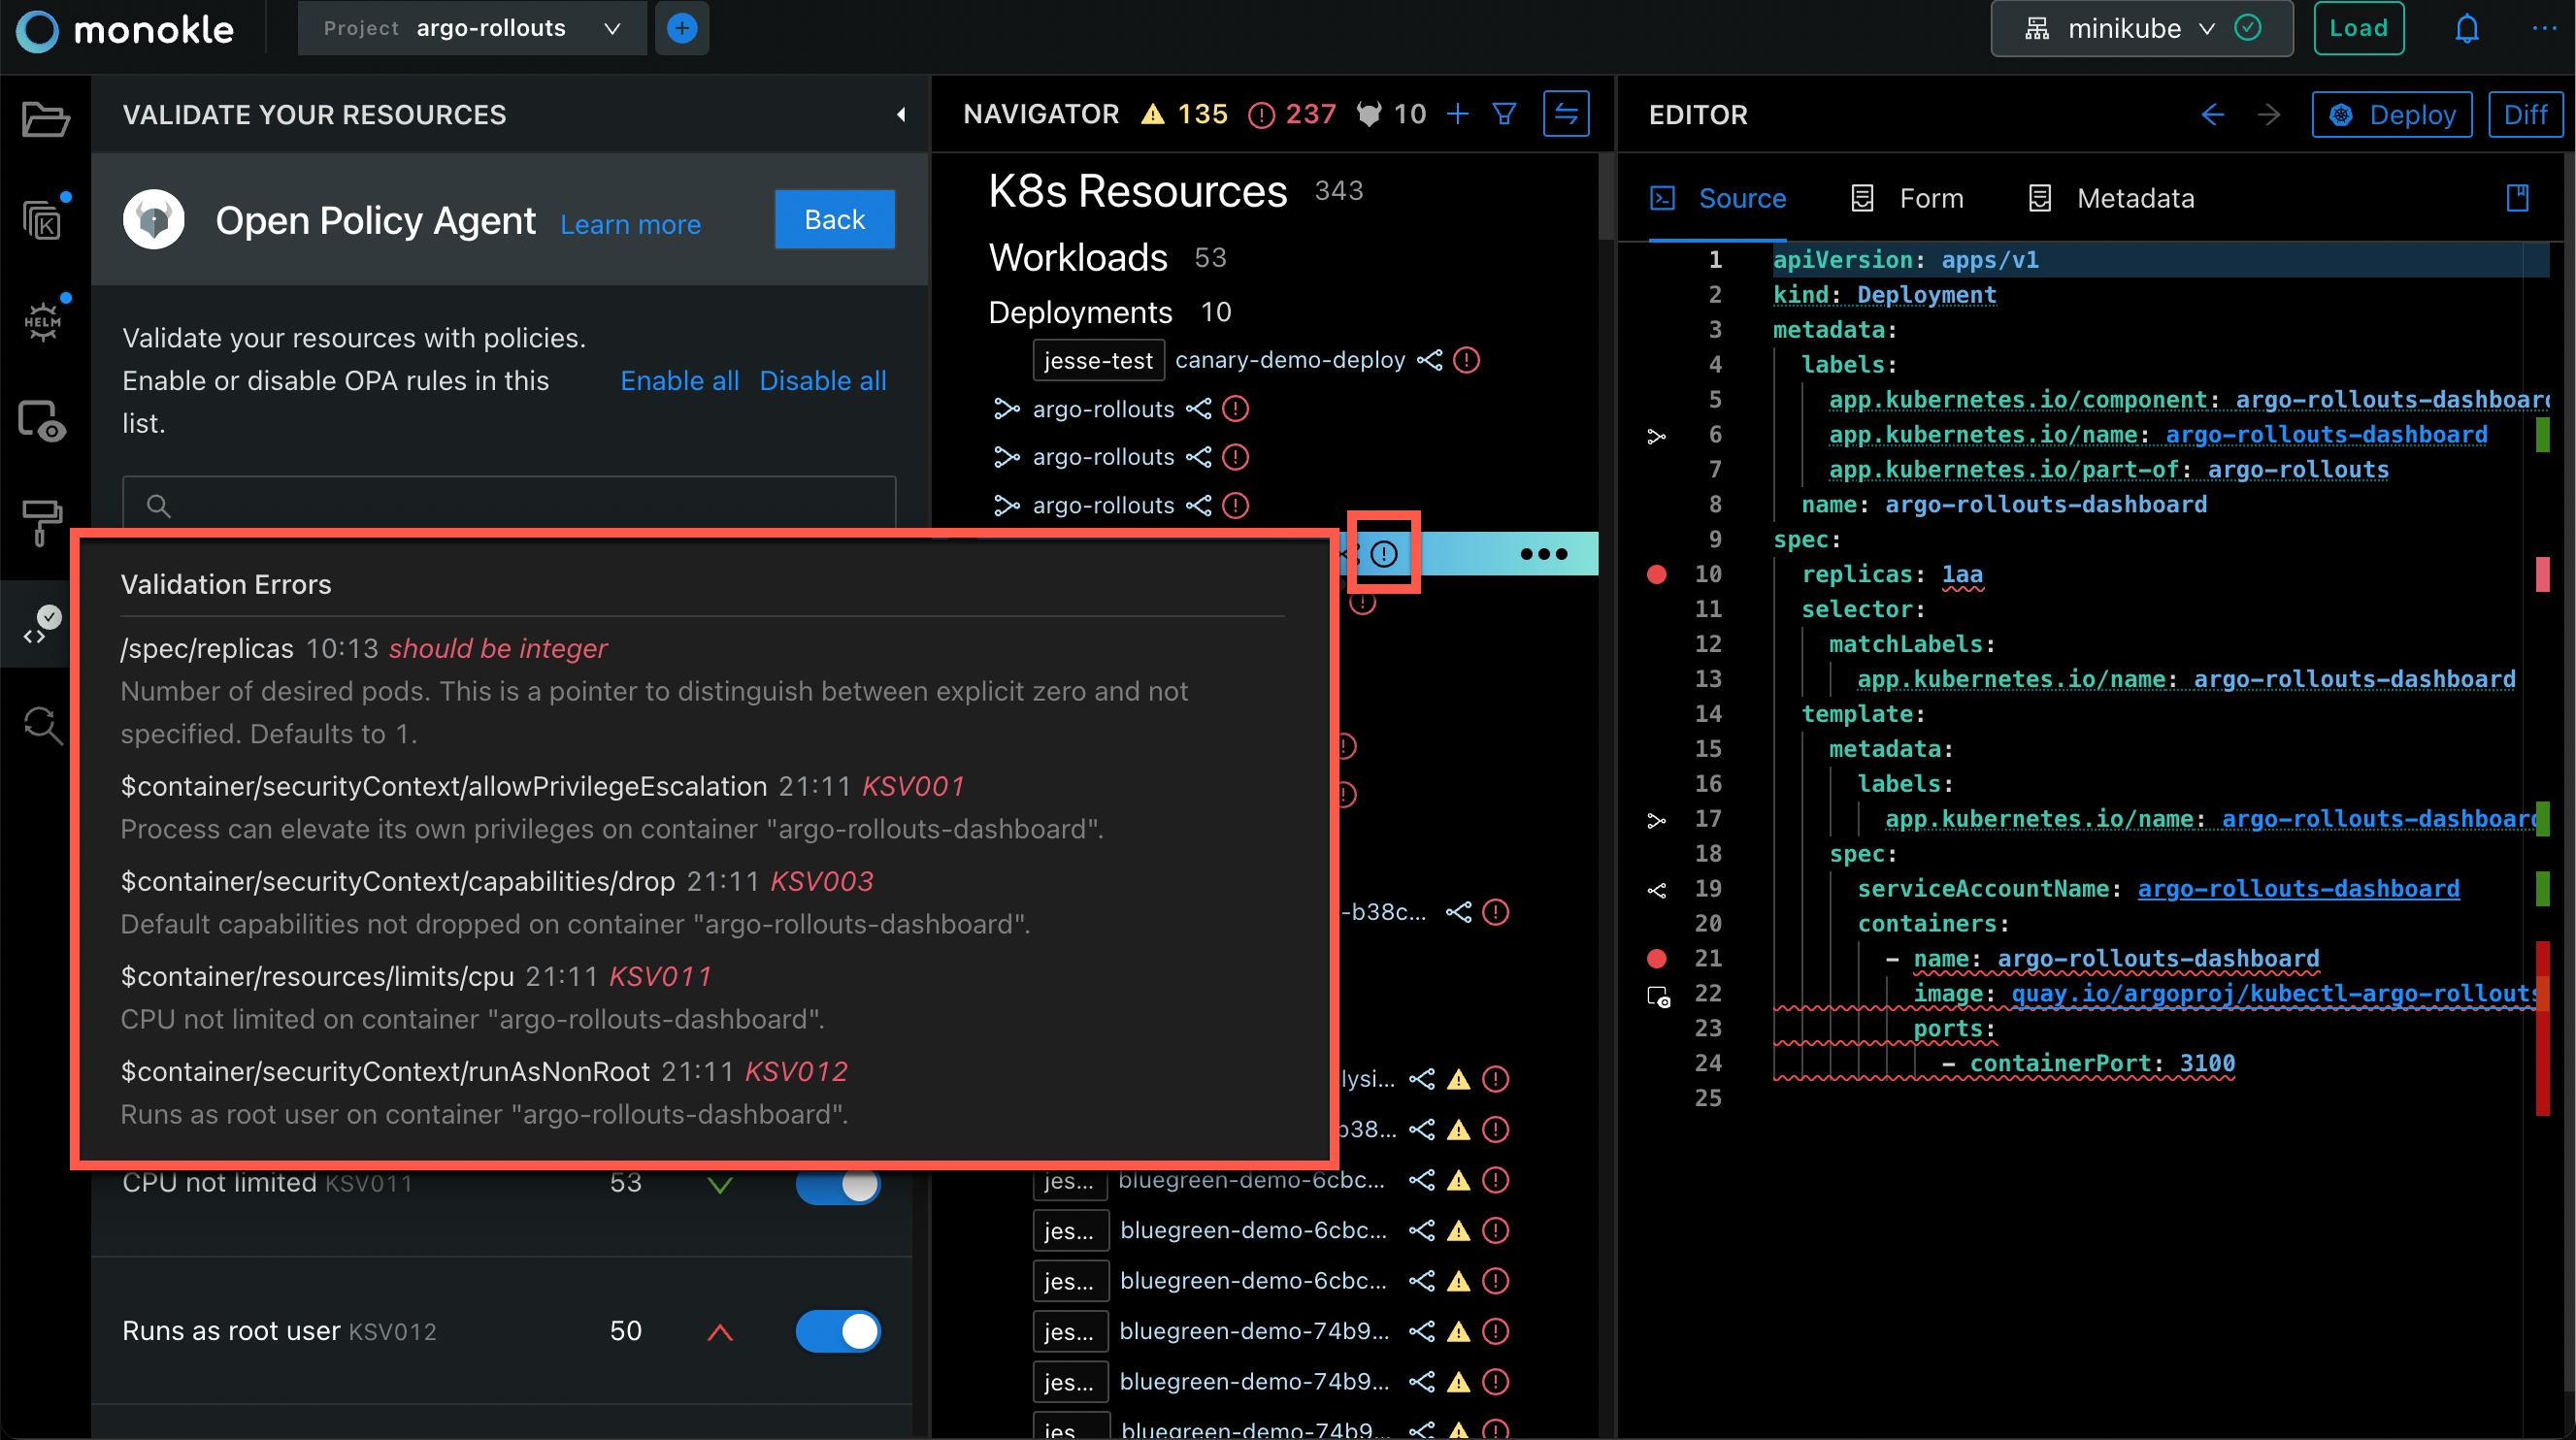 monokle
Project argo-rollouts
minikube
Load
VALIDATE YOUR RESOURCES
Open Policy Agent Learn more
Back
Validate your resources with policies.
Enable or disable OPA rules in this
list.
Enable all Disable all
HELM
K
Validation Errors
/spec/replicas 10:13 should be integer
Number of desired pods. This is a pointer to distinguish between explicit zero and not
specified. Defaults to 1.
$container/securityContext/allowPrivilegeEscalation 21:11 KSV001
Process can elevate its own privileges on container "argo-rollouts-dashboard".
$container/securityContext/capabilities/drop 21:11 KSV003
Default capabilities not dropped on container "argo-rollouts-dashboard".
$container/resources/limits/cpu 21:11 KSV011
CPU not limited on container "argo-rollouts-dashboard".
$container/securityContext/runAsNonRoot 21:11 KSV012
Runs as root user on container "argo-rollouts-dashboard".
CPU not limited KSV011 53
Runs as root user KSV012 50
NAVIGATOR 135 237 10
K8s Resources 343
Workloads 53
Deployments 10
jesse-test canary-demo-deploy
argo-rollouts
argo-rollouts
argo-rollouts
-b38c...
lysi...
b38...
jes... bluegreen-demo-6cbc...
jes... bluegreen-demo-6cbc...
jes... bluegreen-demo-6cbc...
jes... bluegreen-demo-74b9...
jes... bluegreen-demo-74b9...
jes bluegreen-demo-74b9...
EDITOR
Deploy
Diff
Source
Form
Metadata
1 apiVersion: apps/v1
2 kind: Deployment
3 metadata:
4 labels:
5 app.kubernetes.io/component: argo-rollouts-dashboard
6 app.kubernetes.io/name: argo-rollouts-dashboard
7 app.kubernetes.io/part-of: argo-rollouts
8 name: argo-rollouts-dashboard
9 spec:
10 replicas: 1aa
11 selector:
12 matchLabels:
13 app.kubernetes.io/name: argo-rollouts-dashboard
14 template:
15 metadata:
16 labels:
17 app.kubernetes.io/name: argo-rollouts-dashboard
18 spec:
19 serviceAccountName: argo-rollouts-dashboard
20 containers:
21 - name: argo-rollouts-dashboard
22 image: quay.io/argoproj/kubectl-argo-rollouts
23 ports:
24 - containerPort: 3100
25